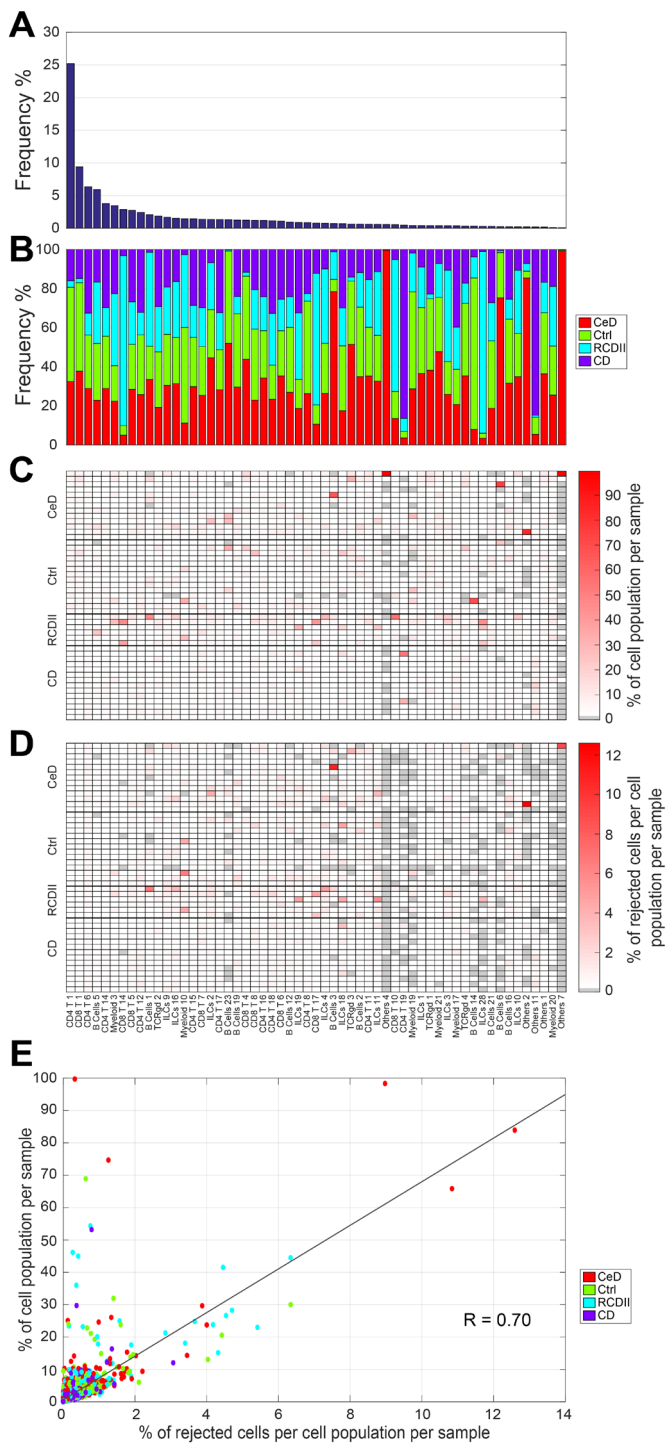 A
Frequency %
30
25
20
15
10
5
0
B
Frequency %
100
80
60
40
20
0
CeD
Ctrl
RCDII
CD
C
CeD
Ctrl
RCDII
CD
90
80
70
60
50
40
30
20
10
0
% of cell population per sample
D
CeD
Ctrl
RCDII
CD
12
10
8
6
4
2
0
% of rejected cells per cell
population per sample
CD4 T 1
CD8 T 1
CD4 T 6
B Cells 5
CD4 T 14
Myeloid 3
CD8 T 14
CD8 T 5
CD4 T 12
B Cells 1
TCRgd 2
ILCs 9
ILCs 16
Myeloid 10
CD4 T 15
CD8 T 7
ILCs 2
CD4 T 17
B Cells 23
B Cells 19
CD8 T 4
CD8 T 8
CD4 T 16
CD4 T 18
CD8 T 6
B Cells 12
ILCs 19
CD4 T 8
CD8 T 17
ILCs 4
B Cells 3
ILCs 18
TCRgd 3
B Cells 2
CD4 T 11
ILCs 11
Others 4
CD8 T 10
CD4 T 19
Myeloid 19
ILCs 1
TCRgd 1
Myeloid 21
ILCs 3
Myeloid 17
TCRgd 4
B Cells 14
ILCs 28
B Cells 21
B Cells 6
B Cells 16
ILCs 10
Others 2
Others 11
Others 1
Myeloid 20
Others 7
E
% of cell population per sample
100
90
80
70
60
50
40
30
20
10
0
R = 0.70
0
2
4
6
8
10
12
14
% of rejected cells per cell population per sample
CeD
Ctrl
RCDII
CD